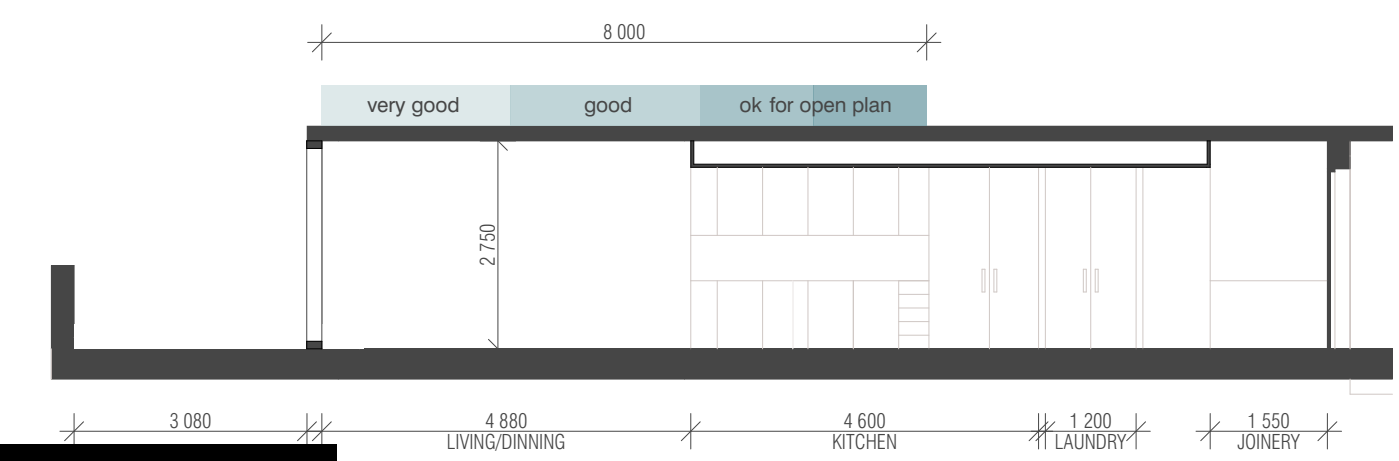 8 000
very good good ok for open plan
2 750
3 080 4 880 4 600 1 200 1 550
LIVING/DINNING KITCHEN LAUNDRY JOINERY